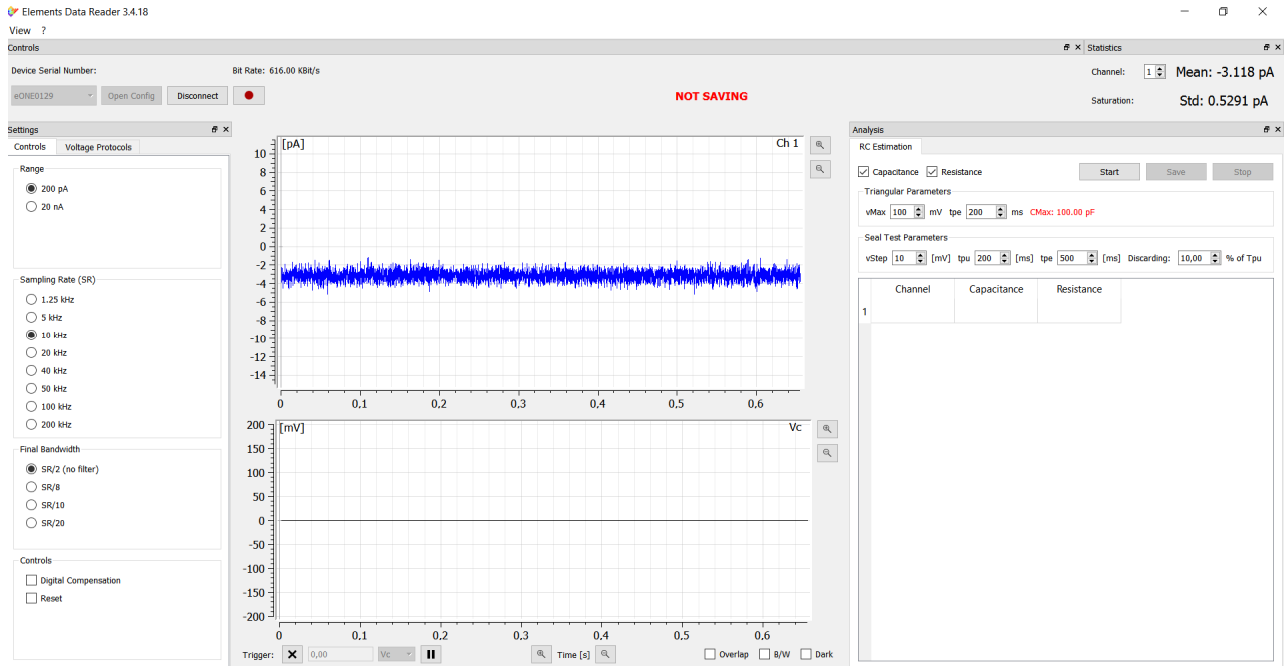 Elements Data Reader 3.4.18
View ?
Controls
Statistics
Device Serial Number:
Bit Rate: 616.00 KBit/s
Channel: 1 Mean: -3.118 pA
eONE0129 Open Config Disconnect
NOT SAVING
Saturation: Std: 0.5291 pA
Settings
Controls Voltage Protocols
Range
200 pA
20 nA
Sampling Rate (SR)
1.25 kHz
5 kHz
10 kHz
20 kHz
40 kHz
50 kHz
100 kHz
200 kHz
Final Bandwidth
SR/2 (no filter)
SR/8
SR/10
SR/20
Controls
Digital Compensation
Reset
[pA] Ch 1
10
8
6
4
2
0
-2
-4
-6
-8
-10
-12
-14
0 0.1 0.2 0.3 0.4 0.5 0.6
[mV] Vc
200
150
100
50
0
-50
-100
-150
-200
0 0.1 0.2 0.3 0.4 0.5 0.6
Trigger: 0,00 Vc Time [s] Overlap B/W Dark
Analysis
RC Estimation
Capacitance Resistance Start Save Stop
Triangular Parameters
vMax 100 mV tpe 200 ms CMax: 100.00 pF
Seal Test Parameters
vStep 10 [mV] tpu 200 [ms] tpe 500 [ms] Discarding: 10,00 % of Tpu
Channel Capacitance Resistance
1